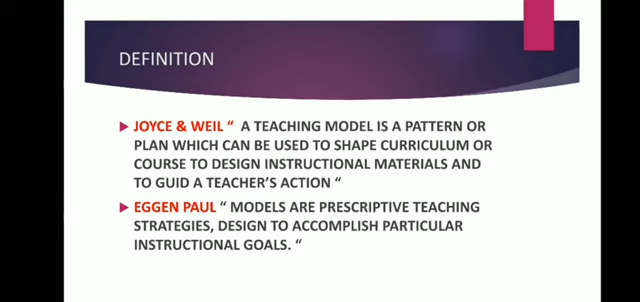 DEFINITION
JOYCE & WEIL “ A TEACHING MODEL IS A PATTERN OR
PLAN WHICH CAN BE USED TO SHAPE CURRICULUM OR
COURSE TO DESIGN INSTRUCTIONAL MATERIALS AND
TO GUID A TEACHER’S ACTION “
EGGEN PAUL “ MODELS ARE PRESCRIPTIVE TEACHING
STRATEGIES, DESIGN TO ACCOMPLISH PARTICULAR
INSTRUCTIONAL GOALS. “